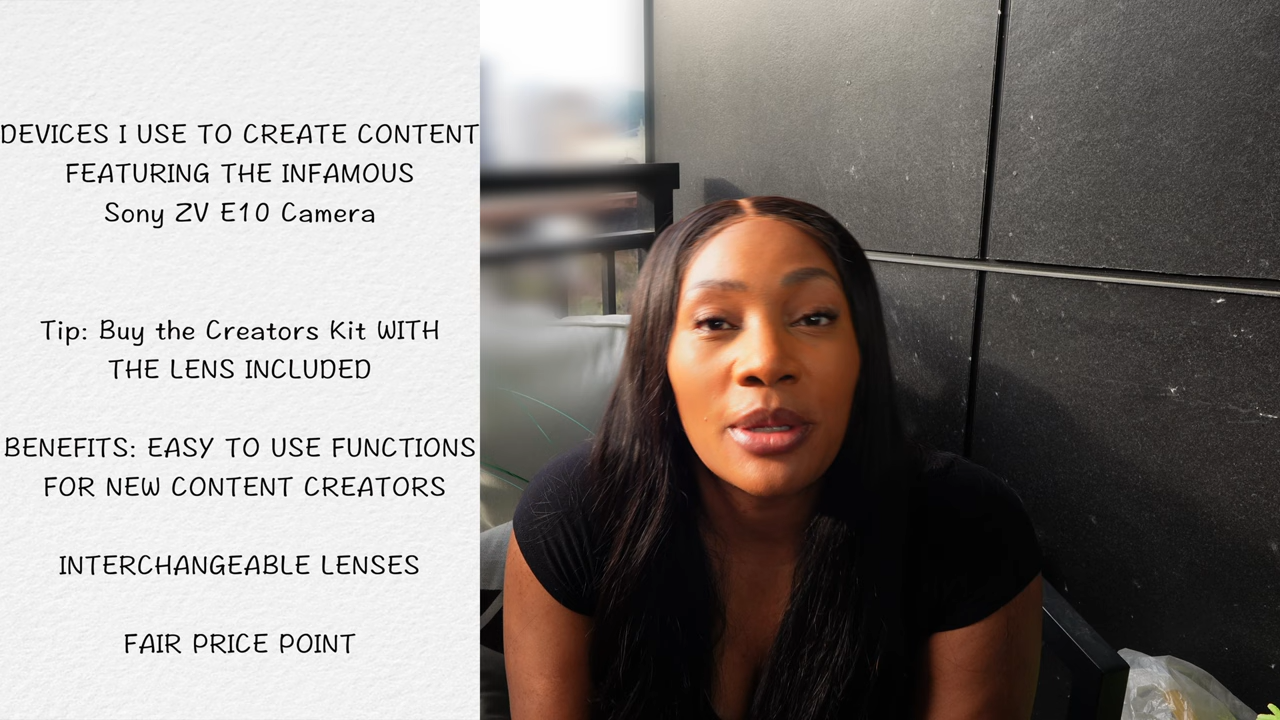 DEVICES I USE TO CREATE CONTENT
FEATURING THE INFAMOUS
Sony ZV E10 Camera
Tip: Buy the Creators Kit WITH
THE LENS INCLUDED
BENEFITS: EASY TO USE FUNCTIONS
FOR NEW CONTENT CREATORS
INTERCHANGEABLE LENSES
FAIR PRICE POINT